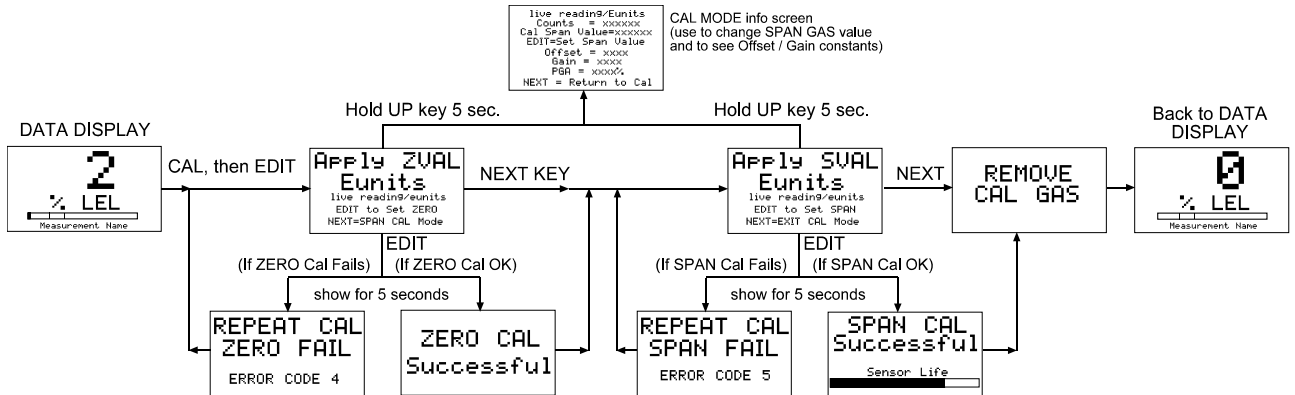 live reading/Eunits
Counts = xxxxxx
Cal Span Value=xxxxxx
EDIT=Set Span Value
Offset = xxxx
Gain = xxxx
PGA = xxxx%
NEXT = Return to Cal
CAL MODE info screen
(use to change SPAN GAS value
and to see Offset / Gain constants)
Hold UP key 5 sec.
Hold UP key 5 sec.
DATA DISPLAY
2
% LEL
Measurement Name
CAL, then EDIT
Apply ZVAL
Eunits
live reading/eunits
EDIT to Set ZERO
NEXT=SPAN CAL Mode
NEXT KEY
Apply SVAL
Eunits
live reading/eunits
EDIT to Set SPAN
NEXT=EXIT CAL Mode
NEXT
REMOVE
CAL GAS
Back to DATA
DISPLAY
0
% LEL
Measurement Name
EDIT
(If ZERO Cal Fails)
(If ZERO Cal OK)
show for 5 seconds
REPEAT CAL
ZERO FAIL
ERROR CODE 4
ZERO CAL
Successful
EDIT
(If SPAN Cal Fails)
(If SPAN Cal OK)
show for 5 seconds
REPEAT CAL
SPAN FAIL
ERROR CODE 5
SPAN CAL
Successful
Sensor Life